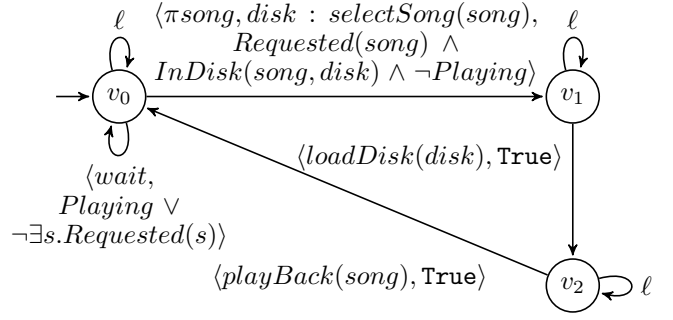 ℓ
⟨πsong, disk : selectSong(song),
Requested(song) ∧
InDisk(song, disk) ∧ ¬Playing⟩
ℓ
v₀
v₁
⟨loadDisk(disk), True⟩
⟨wait,
Playing ∨
¬∃s.Requested(s)⟩
⟨playBack(song), True⟩
v₂
ℓ